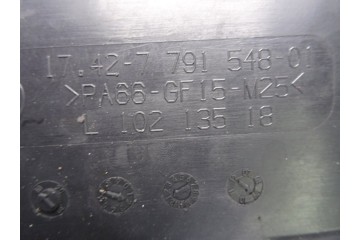 17.42-7 791 548-01
>PA66-GF15-M25<
L 102 135 18